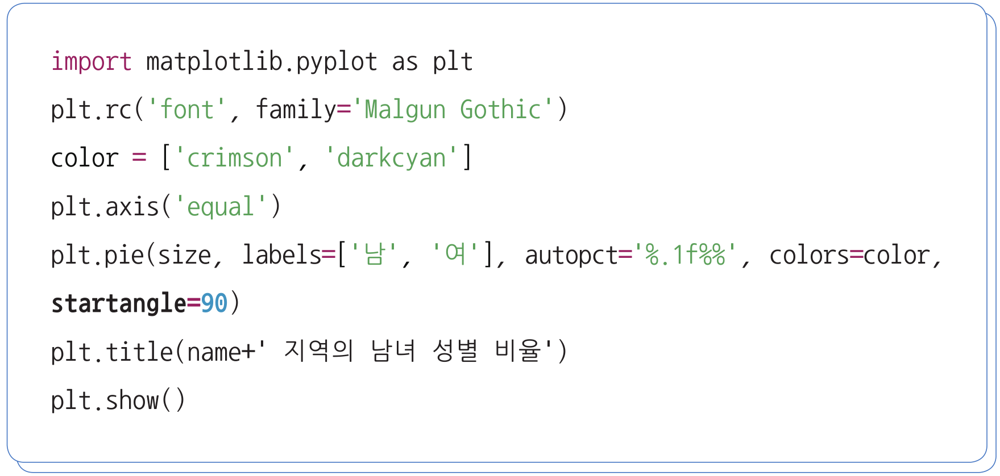 import matplotlib.pyplot as plt
plt.rc('font', family='Malgun Gothic')
color = ['crimson', 'darkcyan']
plt.axis('equal')
plt.pie(size, labels=['남', '여'], autopct='%.1f%%', colors=color,
startangle=90)
plt.title(name+' 지역의 남녀 성별 비율')
plt.show()